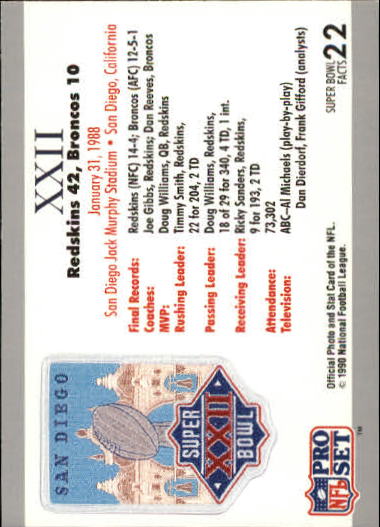 XXII
Redskins 42, Broncos 10
January 31, 1988
San Diego Jack Murphy Stadium • San Diego, California
Final Records: Redskins (NFC) 14-4; Broncos (AFC) 12-5-1
Coaches: Joe Gibbs, Redskins; Dan Reeves, Broncos
MVP: Doug Williams, QB, Redskins
Rushing Leader: Timmy Smith, Redskins,
22 for 204, 2 TD
Passing Leader: Doug Williams, Redskins,
18 of 29 for 340, 4 TD, 1 int.
Receiving Leader: Ricky Sanders, Redskins,
9 for 193, 2 TD
Attendance: 73,302
Television: ABC–Al Michaels (play-by-play)
Dan Dierdorf, Frank Gifford (analysts)
SAN DIEGO
SUPER
XXII
BOWL
NFL
PRO
SET
TM
Official Photo and Stat Card of the NFL.
© 1990 National Football League.
SUPER BOWL
FACTS 22